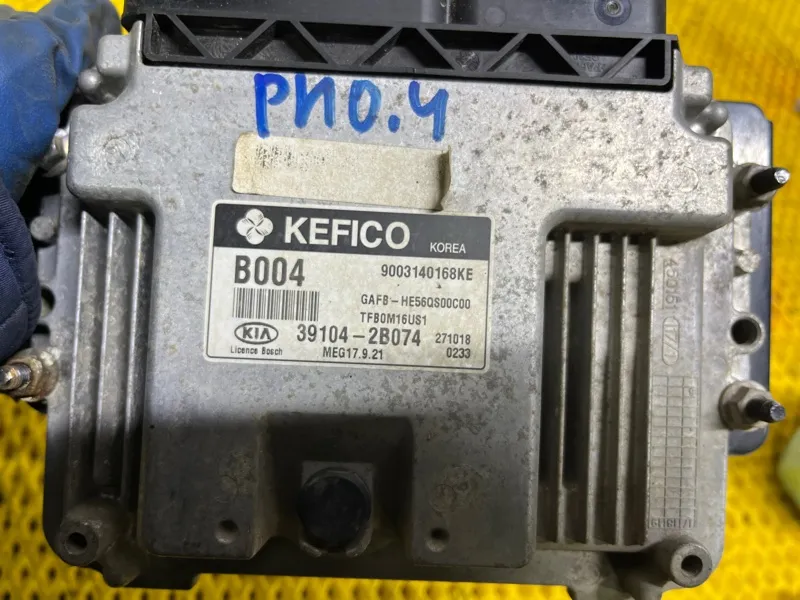 РИО.4
KEFICO KOREA
B004 9003140168KE
GAFB-HE56QS00C00
TFB0M16US1
KIA 39104-2B074 271018
Licence Bosch MEG17.9.21 0233